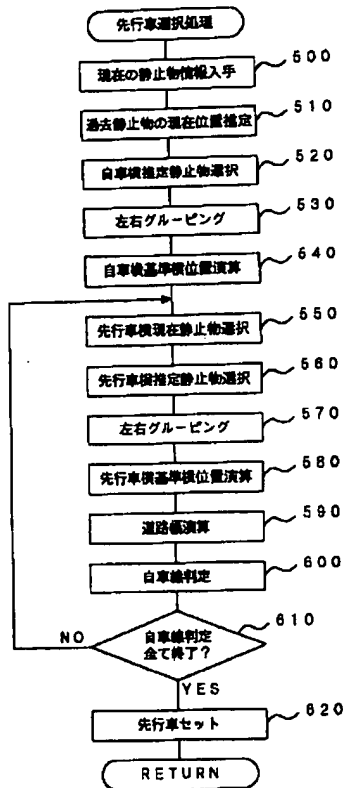 先行車選択処理
500
現在の静止物情報入手
510
過去静止物の現在位置推定
520
自車横推定静止物選択
530
左右グルーピング
540
自車横基準横位置演算
550
先行車横現在静止物選択
560
先行車横推定静止物選択
570
左右グルーピング
580
先行車横基準横位置演算
590
道路幅演算
600
自車線判定
610
自車線判定
全て終了?
NO
YES
620
先行車セット
RETURN